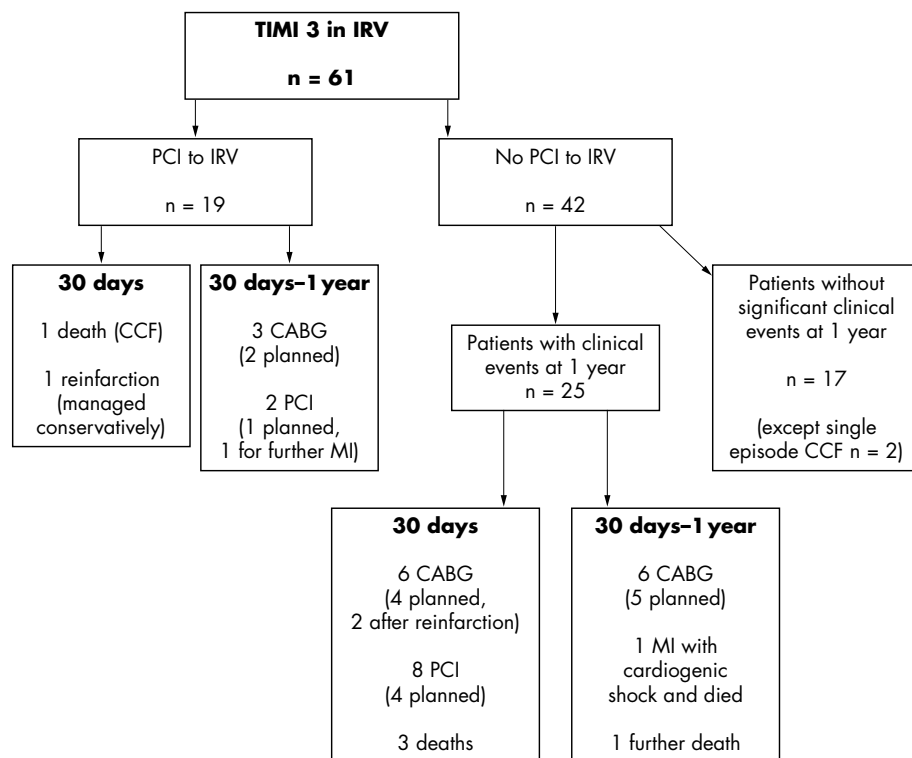 TIMI 3 in IRV
n = 61
PCI to IRV
n = 19
No PCI to IRV
n = 42
30 days
1 death (CCF)
1 reinfarction
(managed
conservatively)
30 days–1 year
3 CABG
(2 planned)
2 PCI
(1 planned,
1 for further MI)
Patients with clinical
events at 1 year
n = 25
Patients without
significant clinical
events at 1 year
n = 17
(except single
episode CCF n = 2)
30 days
6 CABG
(4 planned,
2 after reinfarction)
8 PCI
(4 planned)
3 deaths
30 days–1 year
6 CABG
(5 planned)
1 MI with
cardiogenic
shock and died
1 further death